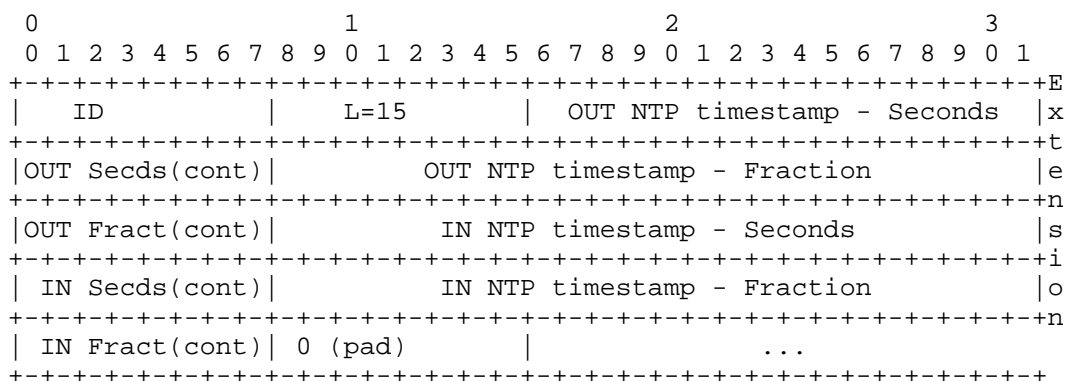 0                   1                   2                   3
 0 1 2 3 4 5 6 7 8 9 0 1 2 3 4 5 6 7 8 9 0 1 2 3 4 5 6 7 8 9 0 1
+-+-+-+-+-+-+-+-+-+-+-+-+-+-+-+-+-+-+-+-+-+-+-+-+-+-+-+-+-+-+-+-+E
|   ID          |    L=15       |  OUT NTP timestamp - Seconds  |x
+-+-+-+-+-+-+-+-+-+-+-+-+-+-+-+-+-+-+-+-+-+-+-+-+-+-+-+-+-+-+-+-+t
|OUT Secds(cont)|         OUT NTP timestamp - Fraction          |e
+-+-+-+-+-+-+-+-+-+-+-+-+-+-+-+-+-+-+-+-+-+-+-+-+-+-+-+-+-+-+-+-+n
|OUT Fract(cont)|          IN NTP timestamp - Seconds           |s
+-+-+-+-+-+-+-+-+-+-+-+-+-+-+-+-+-+-+-+-+-+-+-+-+-+-+-+-+-+-+-+-+i
| IN Secds(cont)|          IN NTP timestamp - Fraction          |o
+-+-+-+-+-+-+-+-+-+-+-+-+-+-+-+-+-+-+-+-+-+-+-+-+-+-+-+-+-+-+-+-+n
| IN Fract(cont)| 0 (pad)       |              ...
+-+-+-+-+-+-+-+-+-+-+-+-+-+-+-+-+-+-+-+-+-+-+-+-+-+-+-+-+-+-+-+-+